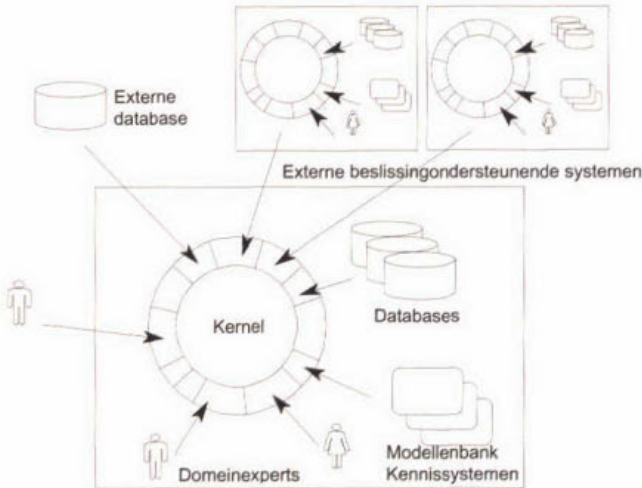 Externe
database
Externe beslissingondersteunende systemen
Kernel
Databases
Domeinexperts
Modellenbank
Kennissystemen